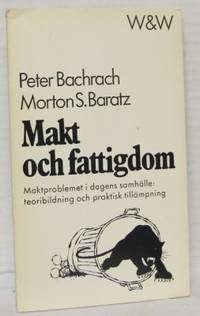 W&W
Peter Bachrach
Morton S. Baratz
Makt
och fattigdom
Maktproblemet i dagens samhälle:
teoribildning och praktisk tillämpning